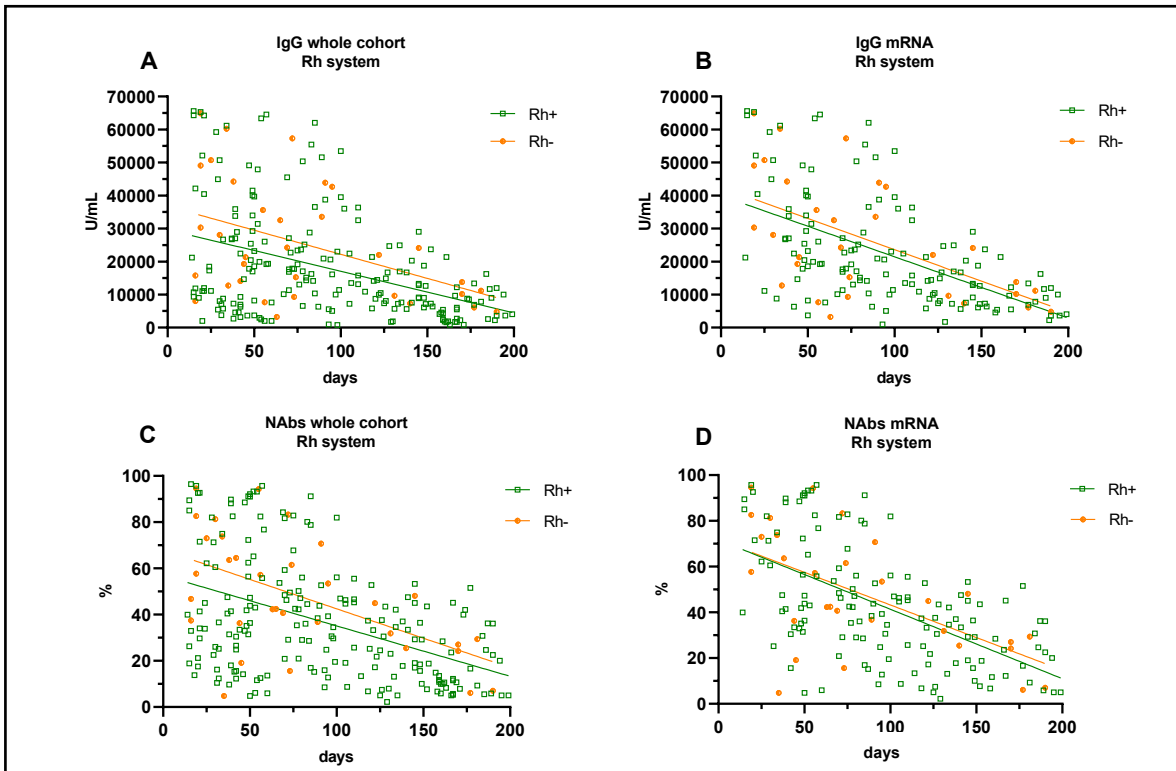 A
IgG whole cohort
Rh system
70000
60000
50000
40000
30000
20000
10000
0
U/mL
0 50 100 150 200
days
Rh+
Rh-
B
IgG mRNA
Rh system
70000
60000
50000
40000
30000
20000
10000
0
U/mL
0 50 100 150 200
days
Rh+
Rh-
C
NAbs whole cohort
Rh system
100
80
60
40
20
0
%
0 50 100 150 200
days
Rh+
Rh-
D
NAbs mRNA
Rh system
100
80
60
40
20
0
%
0 50 100 150 200
days
Rh+
Rh-